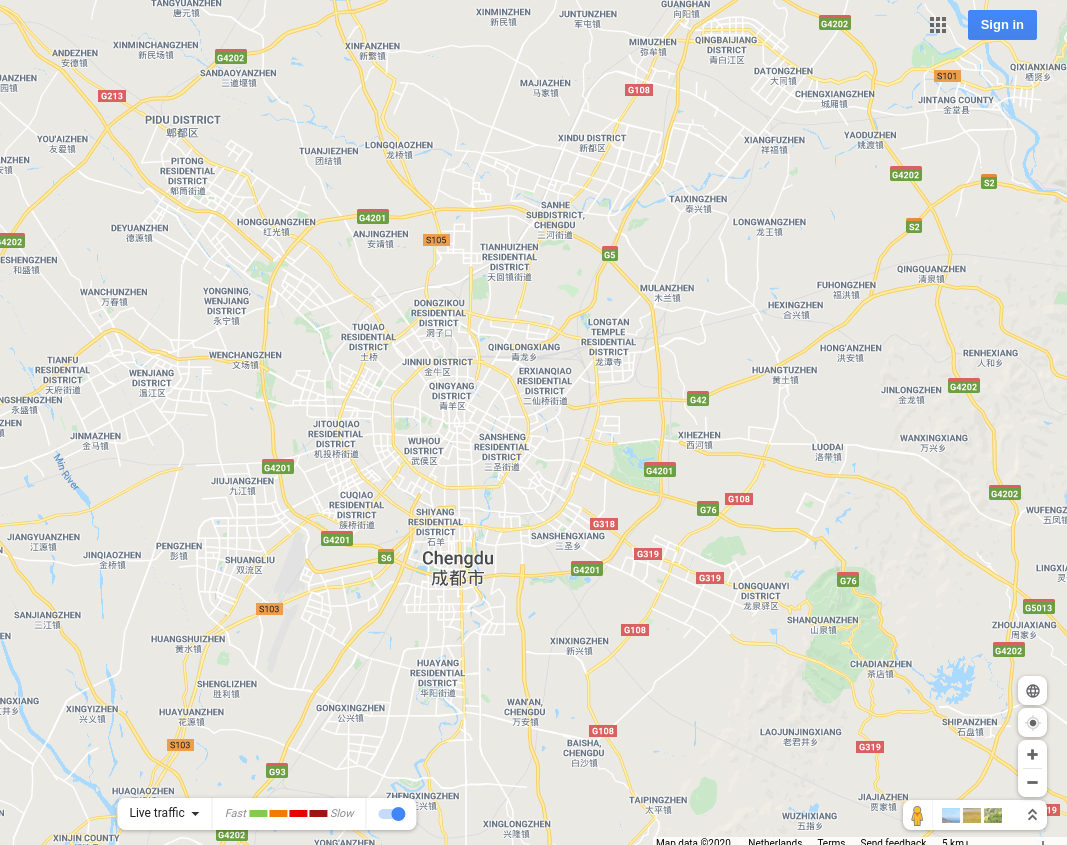 TANGYUANZHEN
唐元镇
XINMINZHEN
新民镇
JUNTUNZHEN
军屯镇
GUANGHAN
向阳镇
G4202
Sign in
ANDEZHEN
安德镇
XINMINCHANGZHEN
新民场镇
G4202
XINFANZHEN
新繁镇
MIMUZHEN
弥牟镇
QINGBAIJIANG
DISTRICT
青白江区
SANDAOYANZHEN
三道堰镇
DATONGZHEN
大同镇
QIXIANXIANG
栖贤乡
S101
MAJIAZHEN
马家镇
G108
G213
CHENGXIANGZHEN
城厢镇
JINTANG COUNTY
金堂县
PIDU DISTRICT
郫都区
YOU'AIZHEN
友爱镇
XINDU DISTRICT
新都区
XIANGFUZHEN
祥福镇
YAODUZHEN
姚渡镇
TUANJIEZHEN
团结镇
LONGQIAOZHEN
龙桥镇
PITONG
RESIDENTIAL
DISTRICT
郫筒街道
G4202
S2
TAIXINGZHEN
泰兴镇
SANHE
SUBDISTRICT,
CHENGDU
三河街道
G4201
HONGGUANGZHEN
红光镇
LONGWANGZHEN
龙王镇
S2
DEYUANZHEN
德源镇
ANJINGZHEN
安靖镇
S105
G4202
TIANHUIZHEN
RESIDENTIAL
DISTRICT
天回镇街道
G5
ESHENGZHEN
和盛镇
QINGQUANZHEN
清泉镇
WANCHUNZHEN
万春镇
YONGNING,
WENJIANG
DISTRICT
永宁镇
MULANZHEN
木兰镇
FUHONGZHEN
福洪镇
HEXINGZHEN
合兴镇
DONGZIKOU
RESIDENTIAL
DISTRICT
洞子口
TUQIAO
RESIDENTIAL
DISTRICT
土桥
LONGTAN
TEMPLE
RESIDENTIAL
DISTRICT
龙潭寺
QINGLONGXIANG
青龙乡
HONG'ANZHEN
洪安镇
RENHEXIANG
人和乡
WENCHANGZHEN
文场镇
JINNIU DISTRICT
金牛区
TIANFU
RESIDENTIAL
DISTRICT
天府街道
WENJIANG
DISTRICT
温江区
ERXIANQIAO
RESIDENTIAL
DISTRICT
二仙桥街道
HUANGTUZHEN
黄土镇
QINGYANG
DISTRICT
青羊区
G4202
JINLONGZHEN
金龙镇
NGSHENGZHEN
永盛镇
G42
JITOUQIAO
RESIDENTIAL
DISTRICT
机投桥街道
JINMAZHEN
金马镇
WUHOU
DISTRICT
武侯区
SANSHENG
RESIDENTIAL
DISTRICT
三圣街道
XIHEZHEN
西河镇
WANXINGXIANG
万兴乡
LUODAI
洛带镇
Min River
G4201
G4201
JIUJIANGZHEN
九江镇
CUQIAO
RESIDENTIAL
DISTRICT
簇桥街道
G108
G4202
G76
SHIYANG
RESIDENTIAL
DISTRICT
石羊
G318
WUFENGZ
五凤镇
JIANGYUANZHEN
江源镇
G4201
SANSHENGXIANG
三圣乡
PENGZHEN
彭镇
JINQIAOZHEN
金桥镇
SHUANGLIU
双流区
S6
Chengdu
成都市
G319
G4201
G319
G76
LONGQUANYI
DISTRICT
龙泉驿区
S103
G5013
SANJIANGZHEN
三江镇
SHANQUANZHEN
山泉镇
ZHOUJIAXIANG
周家乡
G108
HUANGSHUIZHEN
黄水镇
XINXINGZHEN
新兴镇
G4202
CHADIANZHEN
茶店镇
HUAYANG
RESIDENTIAL
DISTRICT
华阳街道
SHENGLIZHEN
胜利镇
XINGYIZHEN
兴义镇
HUAYUANZHEN
花源镇
GONGXINGZHEN
公兴镇
WAN'AN,
CHENGDU
万安镇
SHIPANZHEN
石盘镇
G108
LAOJUNJINGXIANG
老君井乡
S103
G319
BAISHA,
CHENGDU
白沙镇
G93
HUAQIAOZHEN
ZHENGXINGZHEN
TAIPINGZHEN
太平镇
JIAJIAZHEN
贾家镇
Live traffic
Fast
Slow
WUZHIXIANG
五指乡
XINGLONGZHEN
兴隆镇
G4202
XINJIN COUNTY
YONG'ANZHEN
Map data ©2020
Netherlands
Terms
Send feedback
5 km